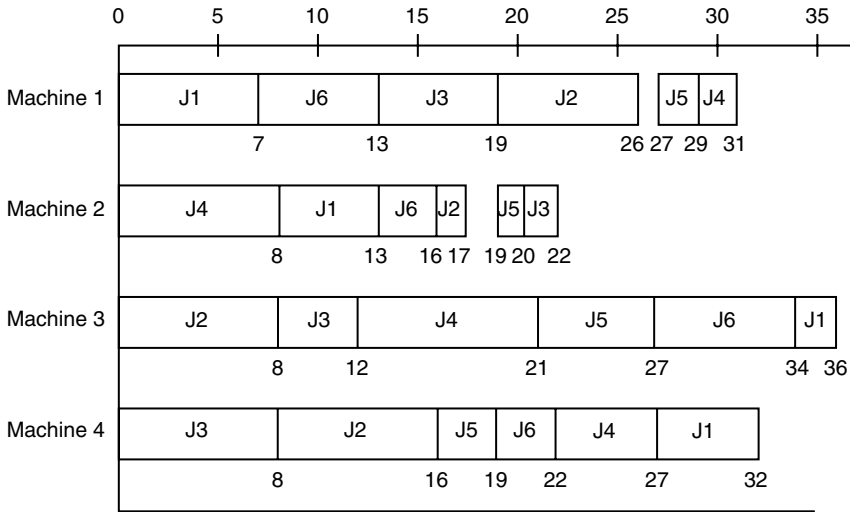 0 5 10 15 20 25 30 35
Machine 1 J1 J6 J3 J2 J5 J4
7 13 19 26 27 29 31
Machine 2 J4 J1 J6 J2 J5 J3
8 13 16 17 19 20 22
Machine 3 J2 J3 J4 J5 J6 J1
8 12 21 27 34 36
Machine 4 J3 J2 J5 J6 J4 J1
8 16 19 22 27 32